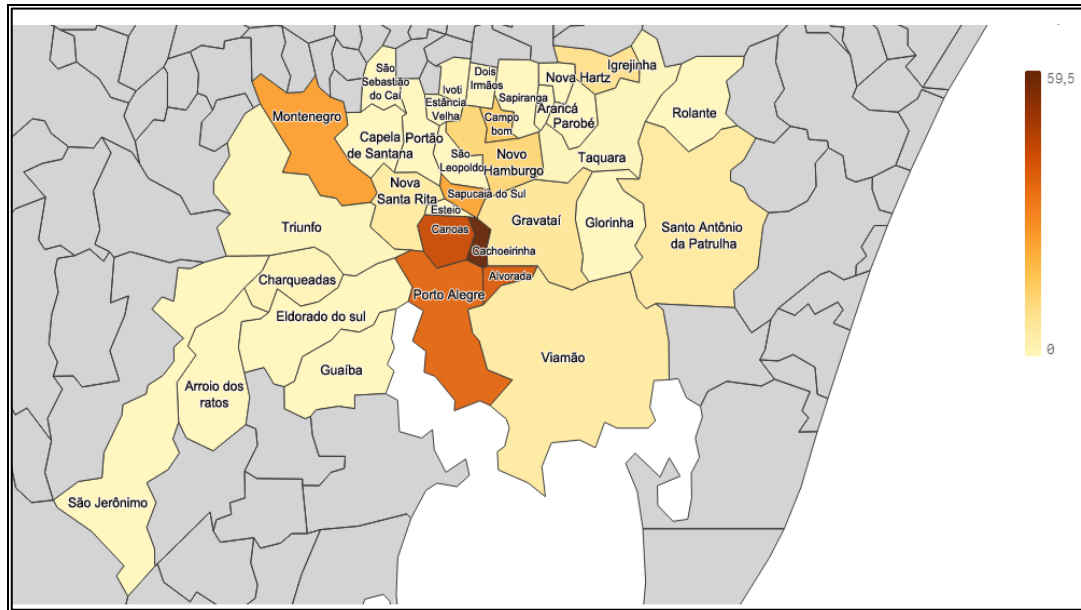 São
Sebastião
do Caí
Ivoti
Dois
Irmãos
Estância
Velha
Sapiranga
Nova Hartz
Igrejinha
Araricá
Parobé
Rolante
Montenegro
Capela
de Santana
Portão
Campo
bom
São
Leopoldo
Novo
Hamburgo
Taquara
Nova
Santa Rita
Sapucaia do Sul
Esteio
Triunfo
Canoas
Cachoeirinha
Gravataí
Glorinha
Santo Antônio
da Patrulha
Charqueadas
Porto Alegre
Alvorada
Eldorado do sul
Guaíba
Viamão
Arroio dos
ratos
São Jerônimo
59,5
0